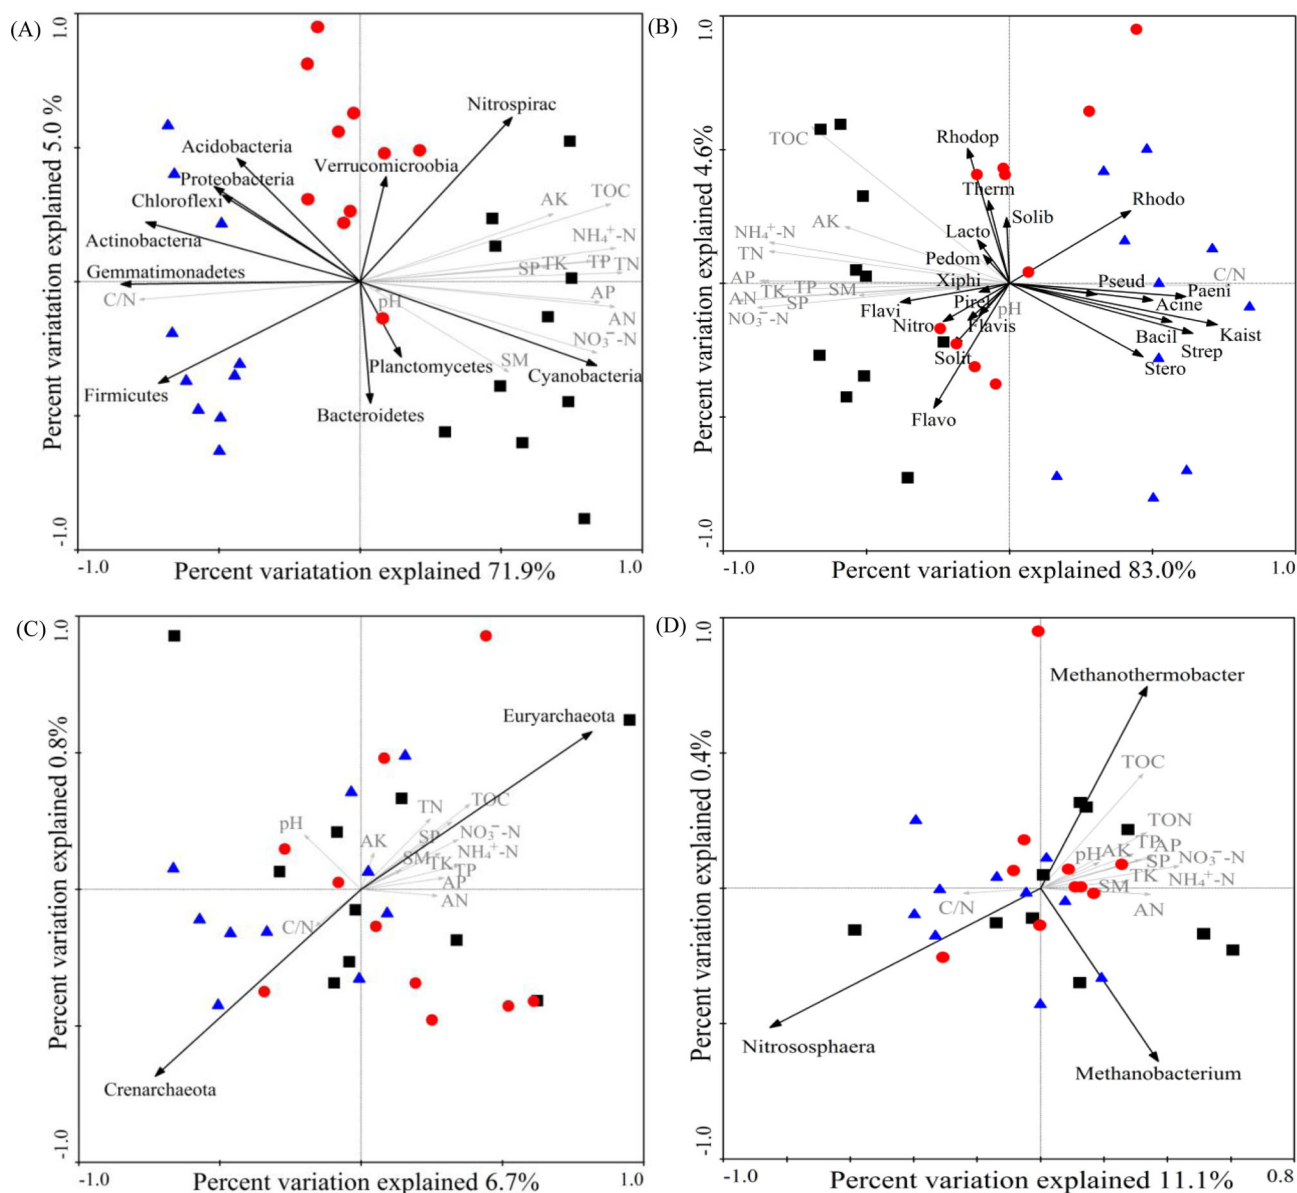 (A)
1.0
Percent variatation explained 5.0 %
-1.0
Nitrospirac
Acidobacteria
Verrucomicroobia
Proteobacteria
Chloroflexi
AK
TOC
Actinobacteria
NH₄⁺-N
SP
TK
TP
TN
Gemmatimonadetes
C/N
pH
AP
AN
NO₃⁻-N
SM
Planctomycetes
Cyanobacteria
Firmicutes
Bacteroidetes
-1.0
Percent variatation explained 71.9%
1.0
(B)
1.0
Percent variation explained 4.6%
-1.0
TOC
Rhodop
Therm
Rhodo
Solib
AK
Lacto
NH₄⁺-N
TN
Pedom
AP
Xiphi
Pseud
C/N
TK
TP
SM
Paeni
AN
SP
Pirel
Acine
Flavi
pH
NO₃⁻-N
Nitro
Flavis
Bacil
Kaist
Solit
Strep
Stero
Flavo
-1.0
Percent variation explained 83.0%
1.0
(C)
1.0
Percent variation explained 0.8%
-1.0
Euryarchaeota
TN
TOC
pH
SP
NO₃⁻-N
AK
NH₄⁺-N
SM
TK
TP
AP
AN
C/N
Crenarchaeota
-1.0
Percent variation explained 6.7%
1.0
(D)
1.0
Percent variation explained 0.4%
-1.0
Methanothermobacter
TOC
TON
TP
AP
pH
AK
SP
NO₃⁻-N
TK
NH₄⁺-N
SM
C/N
AN
Nitrososphaera
Methanobacterium
-1.0
Percent variation explained 11.1%
0.8